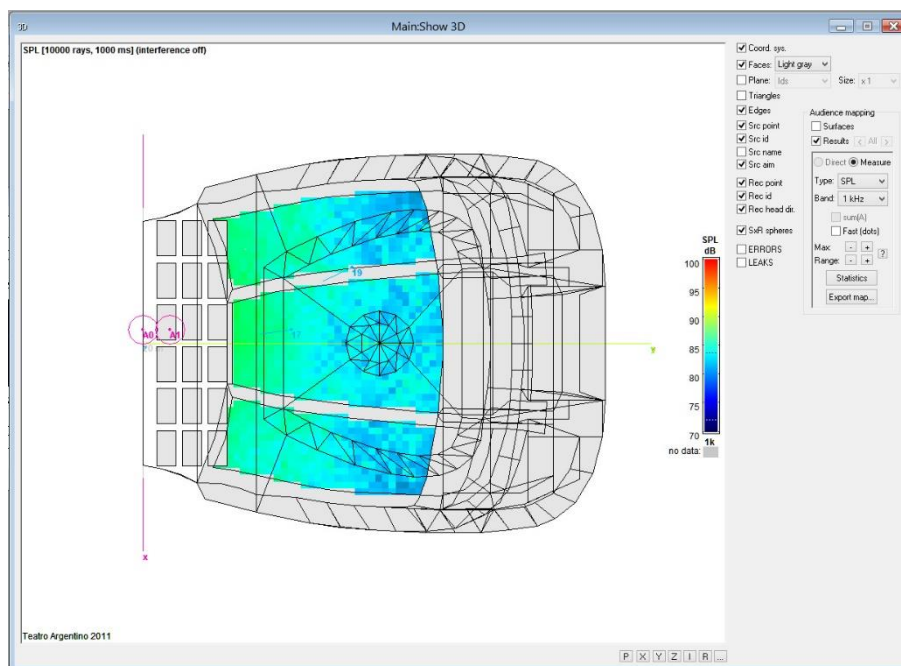 3D
Main:Show 3D
SPL [10000 rays, 1000 ms] (interference off)
Coord. sys.
Faces: Light gray
Plane: Size: x 1
Triangles
Edges
Src point
Src id
Src name
Src aim
Rec point
Rec id
Rec head dir.
SxR spheres
ERRORS
LEAKS
Audience mapping
Surfaces
Results < All >
Direct Measure
Type: SPL
Band: 1 kHz
sum(A)
Fast (dots)
Max: - +
Range: - + ?
Statistics
Export map...
19
A0 A1 17
y
x
SPL
dB
100
95
90
85
80
75
70
1k
no data:
Teatro Argentino 2011
P X Y Z I R ...